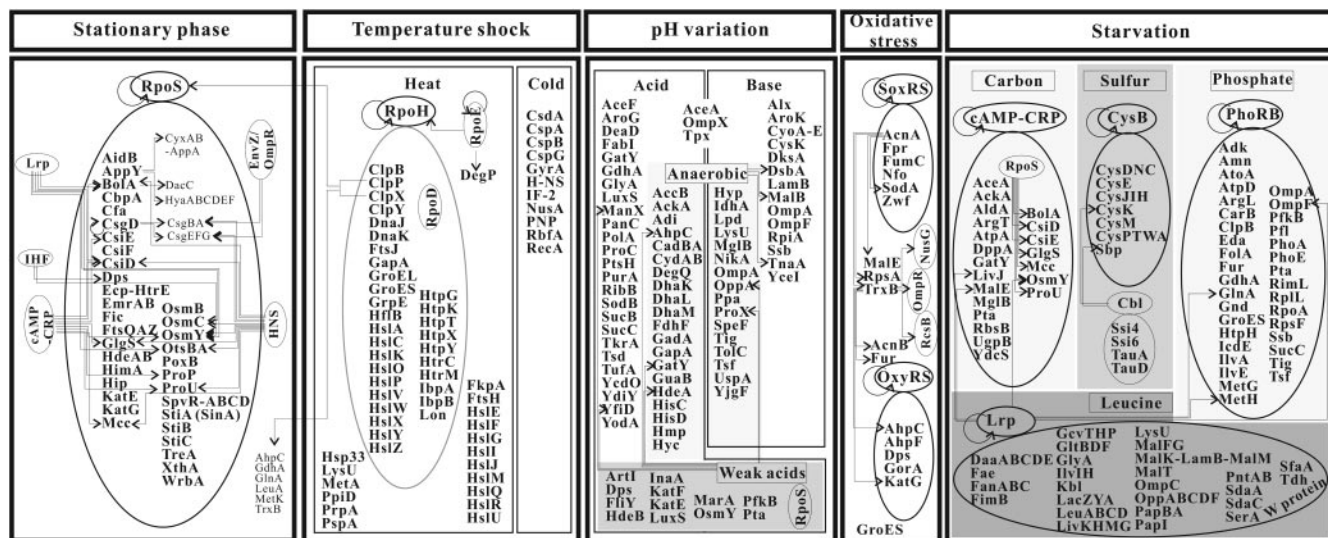 Stationary phase
Temperature shock
pH variation
Oxidative
stress
Starvation
RpoS
Lrp
IHF
cAMP
-CRP
EnvZ/
OmpR
HNS
AidB
AppY
BolA
CbpA
Cfa
CsgD
CsiE
CsiF
CsiD
Dps
Ecp-HtrE
EmrAB
Fic
FtsQAZ
GlgS
HdeAB
HimA
Hip
KatE
KatG
Mcc
CyxAB
-AppA
DacC
HyaABCDEF
CsgBA
CsgEFG
OsmB
OsmC
OsmY
OtsBA
PoxB
ProP
ProU
SpvR-ABCD
StiA (SinA)
StiB
StiC
TreA
XthA
WrbA
AhpC
GdhA
GlnA
LeuA
MetK
TrxB
Heat
RpoH
RpoE
DegP
RpoD
ClpB
ClpP
ClpX
ClpY
DnaJ
DnaK
FtsJ
GapA
GroEL
GroES
GrpE
HflB
HslA
HslC
HslK
HslO
HslP
HslV
HslW
HslX
HslY
HslZ
HtpG
HtpK
HtpT
HtpX
HtpY
HtrC
HtrM
IbpA
IbpB
Lon
Hsp33
LysU
MetA
PpiD
PrpA
PspA
FkpA
FtsH
HslE
HslF
HslG
HslI
HslJ
HslM
HslQ
HslR
HslU
Cold
CsdA
CspA
CspB
CspG
GyrA
H-NS
IF-2
NusA
PNP
RbfA
RecA
Acid
AceF
AroG
DeaD
FabI
GatY
GdhA
GlyA
LuxS
ManX
PanC
PolA
ProC
PtsH
PurA
RibB
SodB
SucB
SucC
TkrA
Tsd
TufA
YcdO
YdiY
YfiD
YodA
AceA
OmpX
Tpx
Base
Alx
AroK
CyoA-E
CysK
DksA
DsbA
LamB
MalB
OmpA
OmpF
RpiA
Ssb
TnaA
YceI
Anaerobic
AccB
AckA
Adi
AhpC
CadBA
CydAB
DegQ
DhaK
DhaL
DhaM
FdhF
GadA
GapA
GatY
GuaB
HdeA
HisC
HisD
Hmp
Hyc
Hyp
IdhA
Lpd
LysU
MglB
NikA
OmpA
OppA
Ppa
ProX
SpeF
Tig
TolC
Tsf
UspA
YjgF
Weak acids
ArtI
Dps
FliY
HdeB
InaA
KatF
KatE
LuxS
MarA
OsmY
PfkB
Pta
RpoS
SoxRS
AcnA
Fpr
FumC
Nfo
SodA
Zwf
MalE
RpsA
TrxB
NusG
OmpR
RcsB
AcnB
Fur
OxyRS
AhpC
AhpF
Dps
GorA
KatG
GroES
Carbon
cAMP-CRP
RpoS
AceA
AckA
AldA
ArgT
AtpA
DppA
GatY
LivJ
MalE
MglB
Pta
RbsB
UgpB
YdcS
BolA
CsiD
CsiE
GlgS
Mcc
OsmY
ProU
Sulfur
CysB
CysDNC
CysE
CysJIH
CysK
CysM
CysPTWA
Sbp
Cbl
Ssi4
Ssi6
TauA
TauD
Phosphate
PhoRB
Adk
Amn
AtoA
AtpD
ArgL
CarB
ClpB
Eda
FolA
Fur
GdhA
GlnA
Gnd
GroES
HtpH
IcdE
IlvA
IlvE
MetG
MetH
OmpA
OmpF
PfkB
Pfl
PhoA
PhoE
Pta
RimL
RplL
RpoA
RpsF
Ssb
SucC
Tig
Tsf
Leucine
Lrp
DaaABCDE
Fae
FanABC
FimB
GcvTHP
GltBDF
GlyA
IlvIH
Kbl
LacZYA
LeuABCD
LivKHMG
LysU
MalFG
MalK-LamB-MalM
MalT
OmpC
OppABCDF
PapBA
PapI
PntAB
SdaA
SdaC
SerA
SfaA
Tdh
W protein